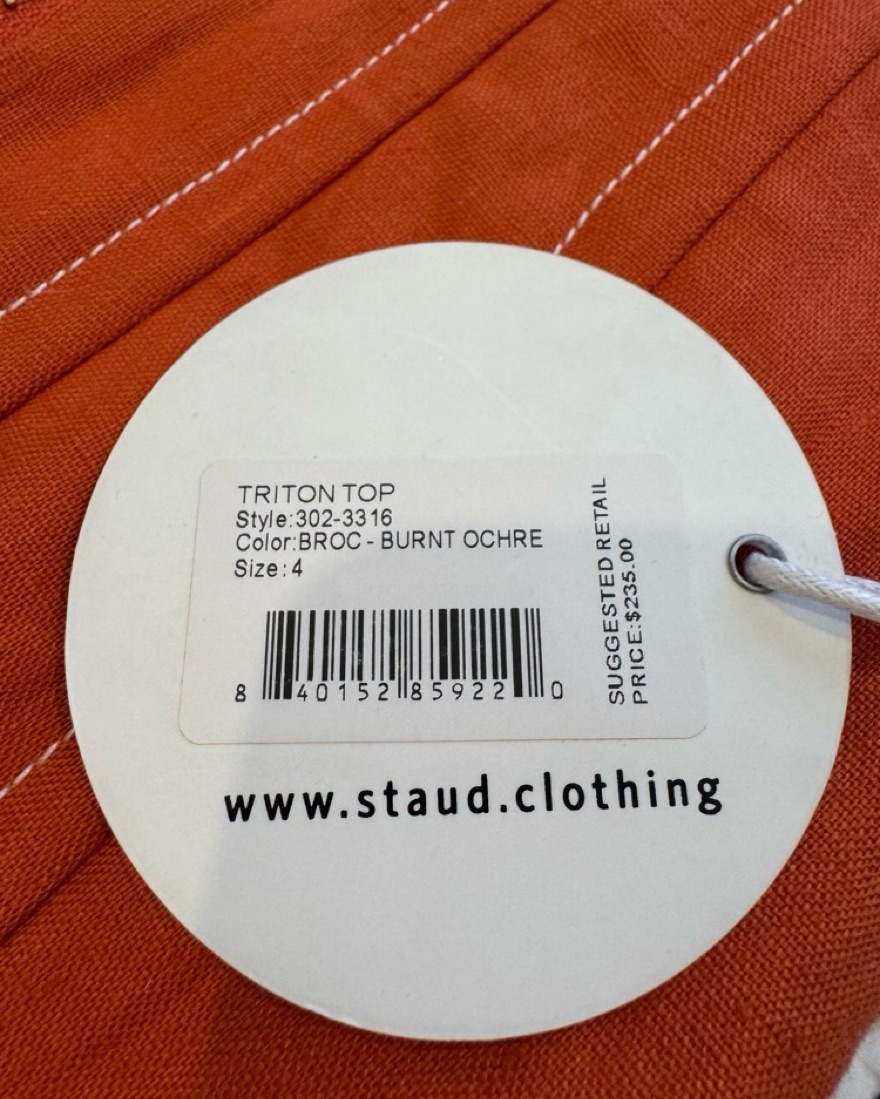 TRITON TOP
Style:302-3316
Color:BROC - BURNT OCHRE
Size:4
8 40152 85922 0
SUGGESTED RETAIL
PRICE:$235.00
www.staud.clothing